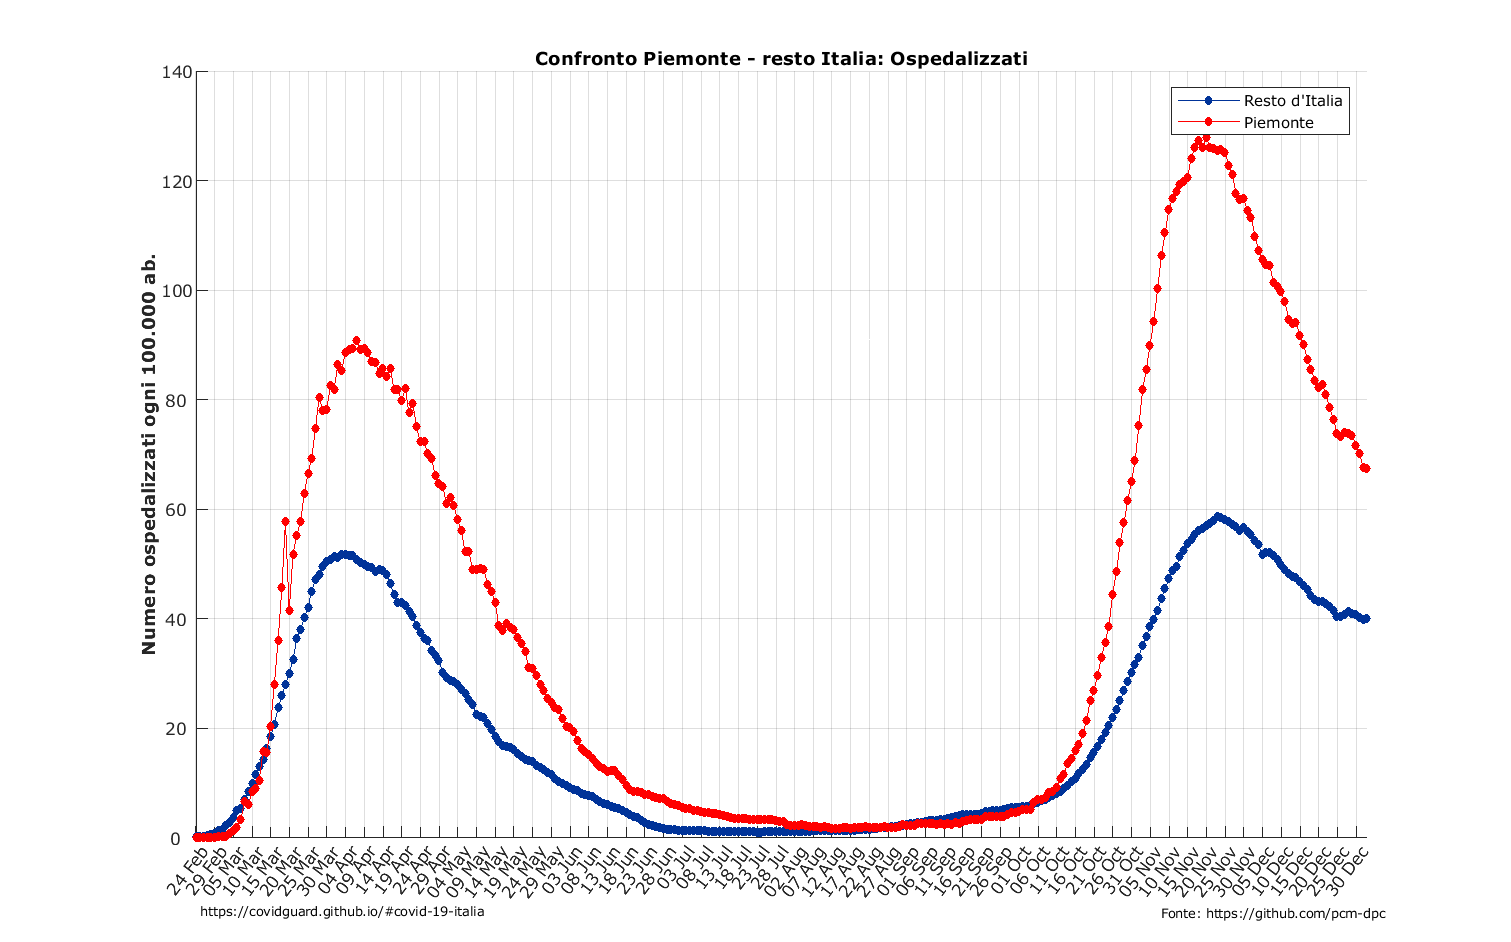 Confronto Piemonte - resto Italia: Ospedalizzati
Resto d'Italia
Piemonte
Numero ospedalizzati ogni 100.000 ab.
140
120
100
80
60
40
20
0
24 Feb
29 Feb
05 Mar
10 Mar
15 Mar
20 Mar
25 Mar
30 Mar
04 Apr
09 Apr
14 Apr
19 Apr
24 Apr
29 Apr
04 May
09 May
14 May
19 May
24 May
29 May
03 Jun
08 Jun
13 Jun
18 Jun
23 Jun
28 Jun
03 Jul
08 Jul
13 Jul
18 Jul
23 Jul
28 Jul
02 Aug
07 Aug
12 Aug
17 Aug
22 Aug
27 Aug
01 Sep
06 Sep
11 Sep
16 Sep
21 Sep
26 Sep
01 Oct
06 Oct
11 Oct
16 Oct
21 Oct
26 Oct
31 Oct
05 Nov
10 Nov
15 Nov
20 Nov
25 Nov
30 Nov
05 Dec
10 Dec
15 Dec
20 Dec
25 Dec
30 Dec
https://covidguard.github.io/#covid-19-italia
Fonte: https://github.com/pcm-dpc